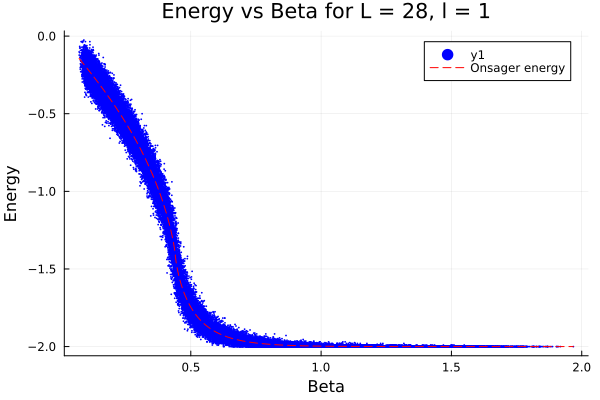 Energy vs Beta for L = 28, l = 1
y1
Onsager energy
Energy
0.0
−0.5
−1.0
−1.5
−2.0
0.5
1.0
1.5
2.0
Beta